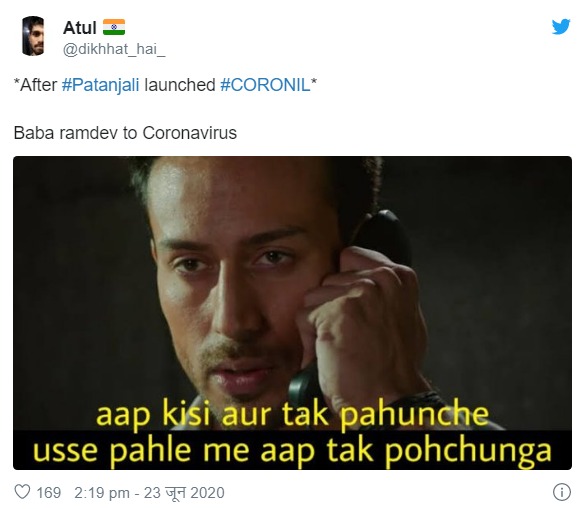 Atul
@dikhhat_hai_
*After #Patanjali launched #CORONIL*
Baba ramdev to Coronavirus
aap kisi aur tak pahunche
usse pahle me aap tak pohchunga
169 2:19 pm - 23 जून 2020